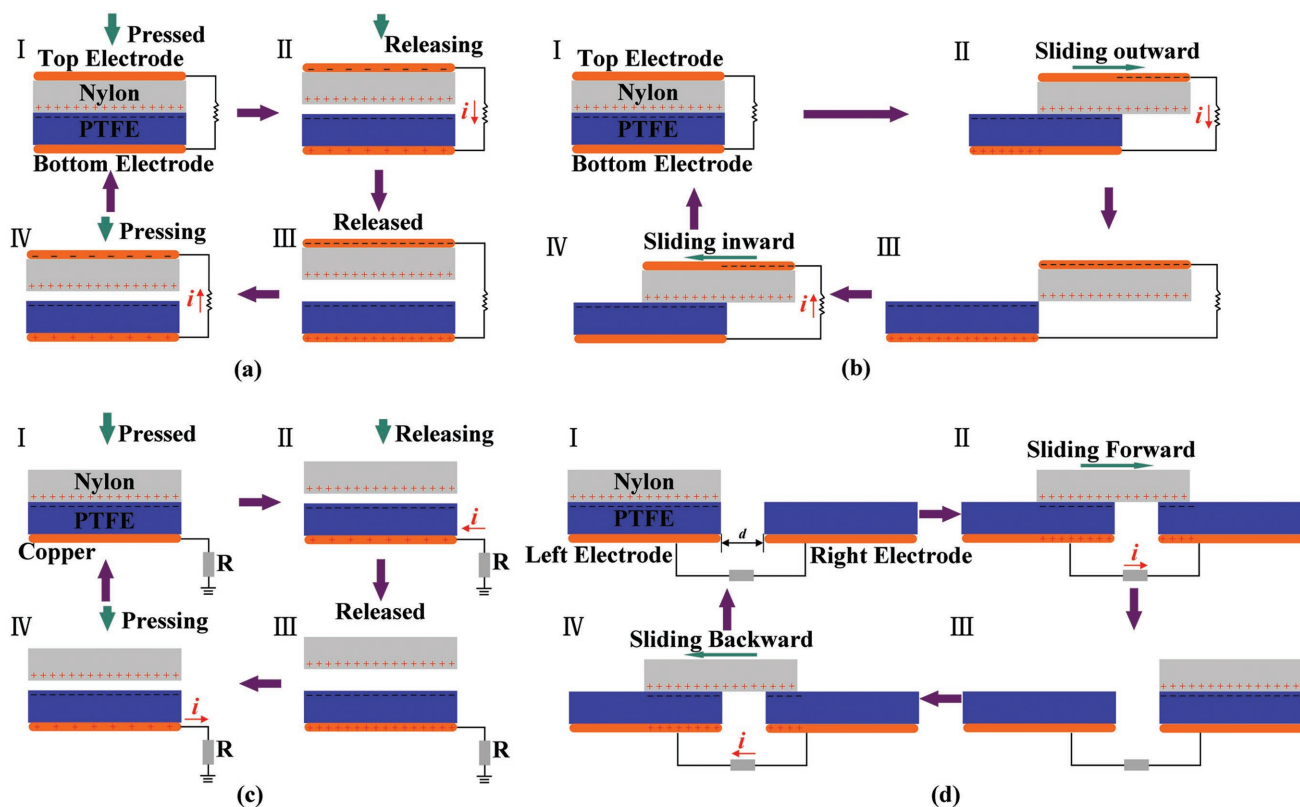 I
Pressed
Top Electrode
Nylon
PTFE
Bottom Electrode
II
Releasing
i
IV
Pressing
i
III
Released
(a)
I
Top Electrode
Nylon
PTFE
Bottom Electrode
II
Sliding outward
i
IV
Sliding inward
i
III
(b)
I
Pressed
Nylon
PTFE
Copper
R
II
Releasing
i
R
IV
Pressing
i
R
III
Released
R
(c)
I
Nylon
PTFE
Left Electrode
d
Right Electrode
II
Sliding Forward
i
IV
Sliding Backward
i
III
(d)